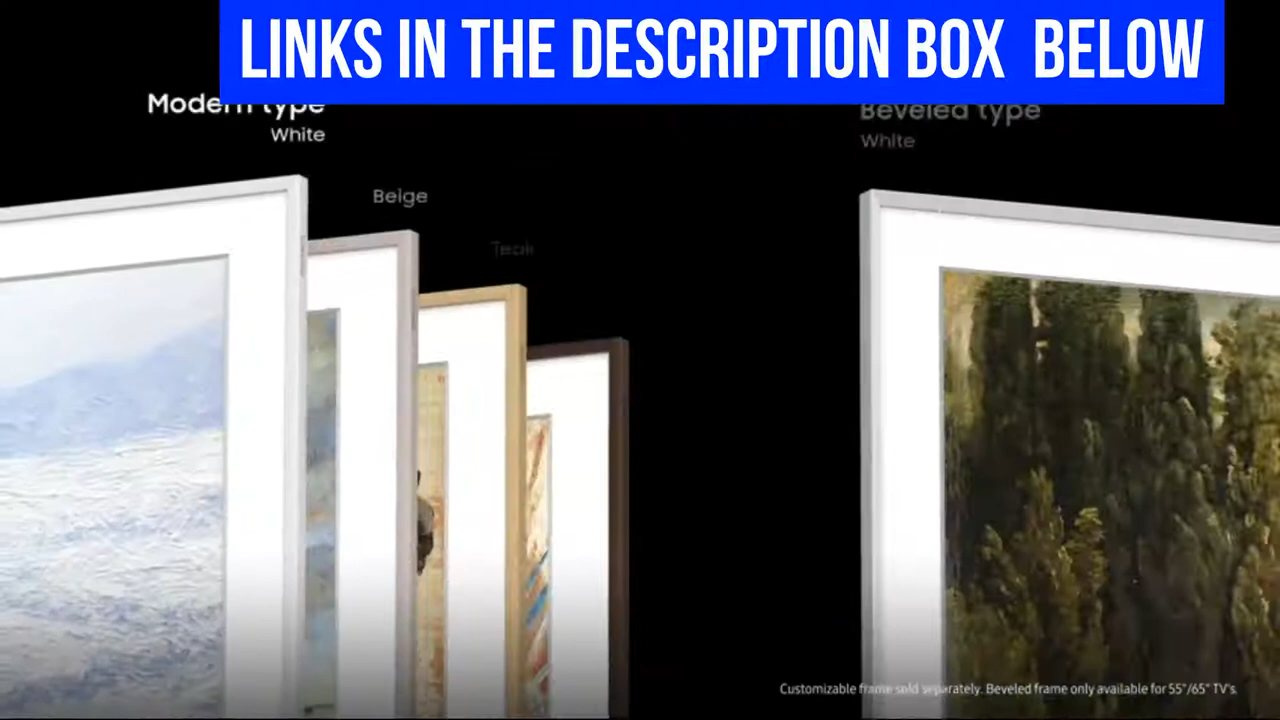 LINKS IN THE DESCRIPTION BOX BELOW
Modern type
White
Beige
Teak
Beveled type
White
Customizable frame sold separately. Beveled frame only available for 55"/65" TV's.